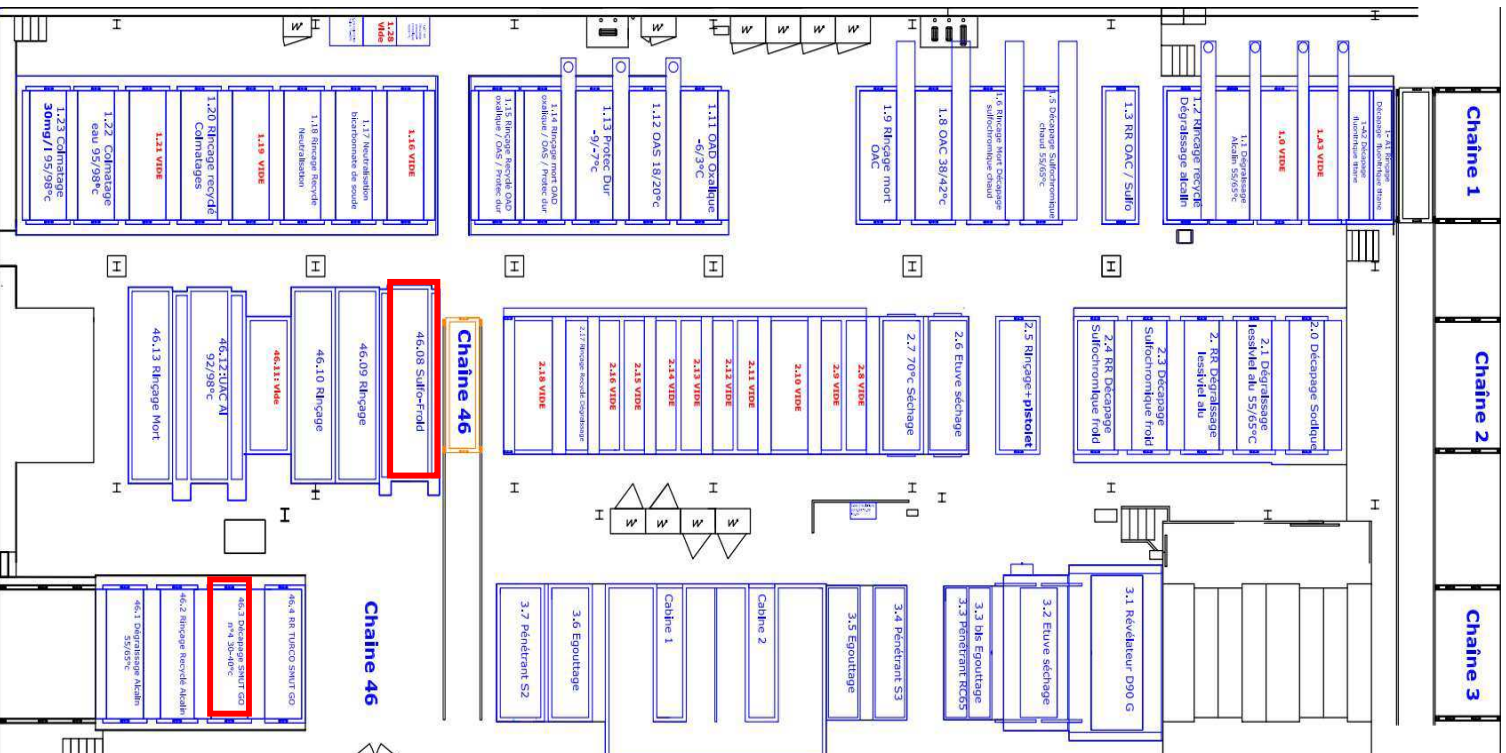 1.28
Vide
W
W
W
W
W
W
1.23 Colmatage
30mg/l 95/98°c
1.22 Colmatage
eau 95/98°c
1.21 VIDE
1.20 Rinçage recyclé
Colmatages
1.19 VIDE
1.18 Rincage Recycle
Neutralisation
1.17 Neutralisation
bicarbonnate de soude
1.16 VIDE
1.15 Rinçage Recyclé OAD
oxalique / OAS / Protec dur
1.14 Rinçage mort OAD
oxalique / OAS / Protec dur
1.13 Protec Dur
-9/-7°c
1.12 OAS 18/20°c
1.11 OAD Oxalique
-6/3°c
1.9 Rinçage mort
OAC
1.8 OAC 38/42°c
1.6 Rincage Mort Décapage
sulfochromique chaud
1.5 Décapage Sulfochromique
chaud 55/65°c
1.3 RR OAC / Sulfo
1.2 Rincage recyclé
Dégraissage alcalin
1.1 Dégraissage
Alcalin 55/65°c
1.0 VIDE
1.A3 VIDE
1-A2 Décapage
fluonitrique titane
1- A1 Rinçage
Décapage fluonitrique titane
Chaîne 1
46.13 Rinçage Mort
46.12:UAC Al
92/98°c
46.11: Vide
46.10 Rinçage
46.09 Rinçage
46.08 Sulfo-Froid
Chaîne 46
2.18 VIDE
2.17 Rinçage Recyclé Dégraissage
2.16 VIDE
2.15 VIDE
2.14 VIDE
2.13 VIDE
2.12 VIDE
2.11 VIDE
2.10 VIDE
2.9 VIDE
2.8 VIDE
2.7 70°c Séchage
2.6 Etuve séchage
2.5 Rinçage+pistolet
2.4 RR Décapage
Sulfochromique froid
2.3 Décapage
Sulfochromique froid
2. RR Dégraissage
lessiviel alu
2.1 Dégraissage
lessiviel alu 55/65°c
2.0 Décapage Sodique
Chaîne 2
W
W
W
W
46.1 Dégraissage Alcalin
55/65°c
46.2 Rinçage Recyclé Alcalin
46.3 Décapage SMUT GO
n°4 30-40°c
46.4 RR TURCO SMUT GO
Chaine 46
3.7 Pénétrant S2
3.6 Egouttage
Cabine 1
Cabine 2
3.5 Egouttage
3.4 Pénétrant S3
3.3 Pénétrant RC65
3.3 bis Egouttage
3.2 Etuve séchage
3.1 Révélateur D90 G
Chaîne 3